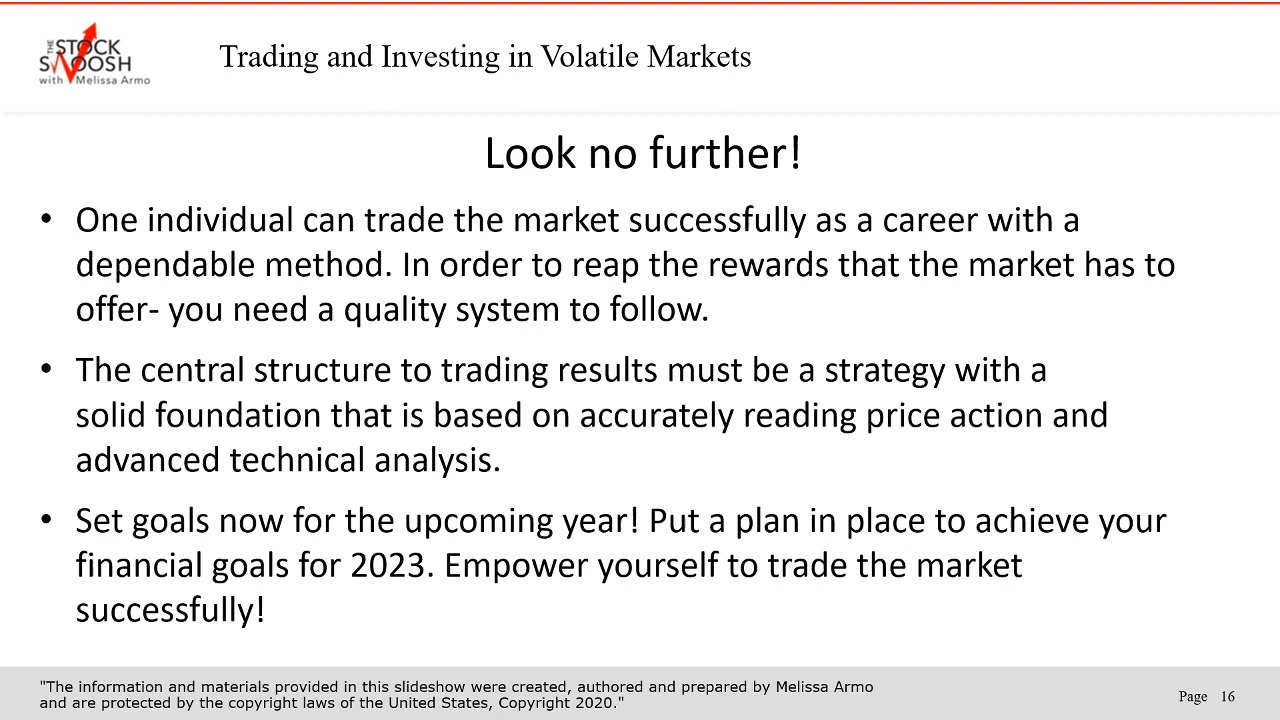 THE STOCK
SWOOSH
with Melissa Armo
Trading and Investing in Volatile Markets
Look no further!
• One individual can trade the market successfully as a career with a
dependable method. In order to reap the rewards that the market has to
offer- you need a quality system to follow.
• The central structure to trading results must be a strategy with a
solid foundation that is based on accurately reading price action and
advanced technical analysis.
• Set goals now for the upcoming year! Put a plan in place to achieve your
financial goals for 2023. Empower yourself to trade the market
successfully!
"The information and materials provided in this slideshow were created, authored and prepared by Melissa Armo
and are protected by the copyright laws of the United States, Copyright 2020."
Page 16